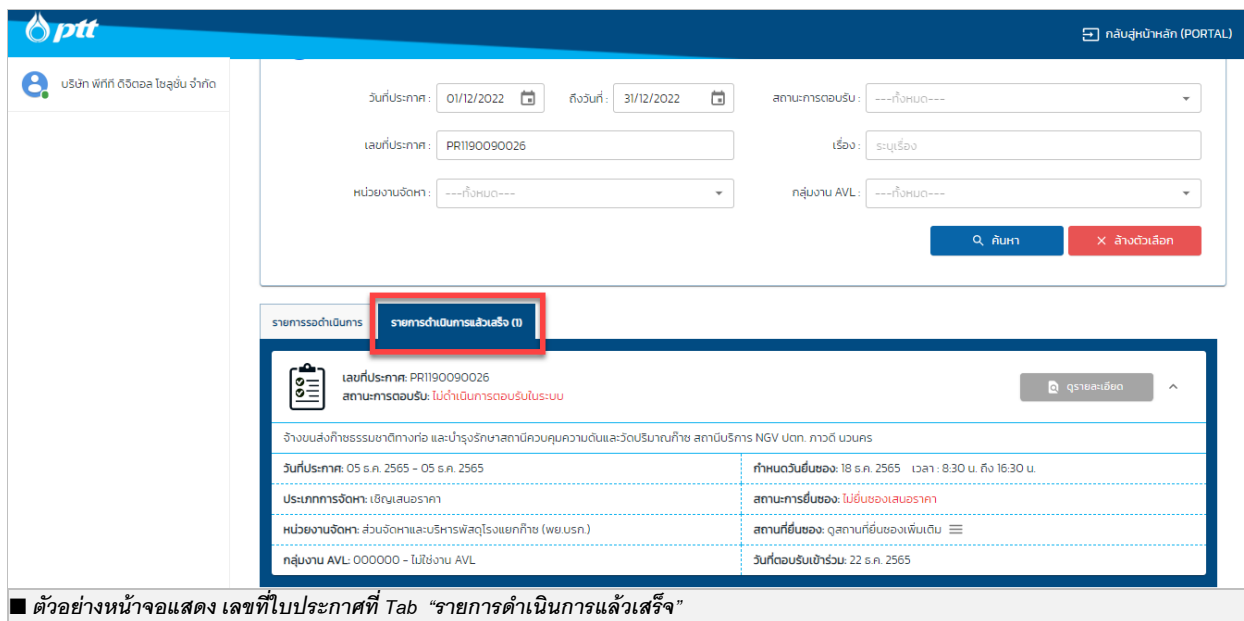 ptt
กลับสู่หน้าหลัก (PORTAL)
บริษัท พีทีที ดิจิตอล โซลูชั่น จำกัด
วันที่ประกาศ : 01/12/2022 ถึงวันที่ : 31/12/2022 สถานะการตอบรับ : ---ทั้งหมด---
เลขที่ประกาศ : PR1190090026 เรื่อง : ระบุเรื่อง
หน่วยงานจัดหา : ---ทั้งหมด--- กลุ่มงาน AVL : ---ทั้งหมด---
ค้นหา ล้างตัวเลือก
รายการรอดำเนินการ รายการดำเนินการแล้วเสร็จ (1)
เลขที่ประกาศ: PR1190090026
ดูรายละเอียด
สถานะการตอบรับ: ไม่ดำเนินการตอบรับในระบบ
จ้างขนส่งก๊าซธรรมชาติทางท่อ และบำรุงรักษาสถานีควบคุมความดันและวัดปริมาณก๊าซ สถานีบริการ NGV ปตท. ภาวดี นวนคร
วันที่ประกาศ: 05 ธ.ค. 2565 - 05 ธ.ค. 2565 กำหนดวันยื่นซอง: 18 ธ.ค. 2565 เวลา : 8:30 น. ถึง 16:30 น.
ประเภทการจัดหา: เชิญเสนอราคา สถานะการยื่นซอง: ไม่ยื่นซองเสนอราคา
หน่วยงานจัดหา: ส่วนจัดหาและบริหารพัสดุโรงแยกก๊าซ (พย.บรก.) สถานที่ยื่นซอง: ดูสถานที่ยื่นซองเพิ่มเติม
กลุ่มงาน AVL: 000000 - ไม่ใช่งาน AVL วันที่ตอบรับเข้าร่วม: 22 ธ.ค. 2565
■ ตัวอย่างหน้าจอแสดง เลขที่ใบประกาศที่ Tab "รายการดำเนินการแล้วเสร็จ"